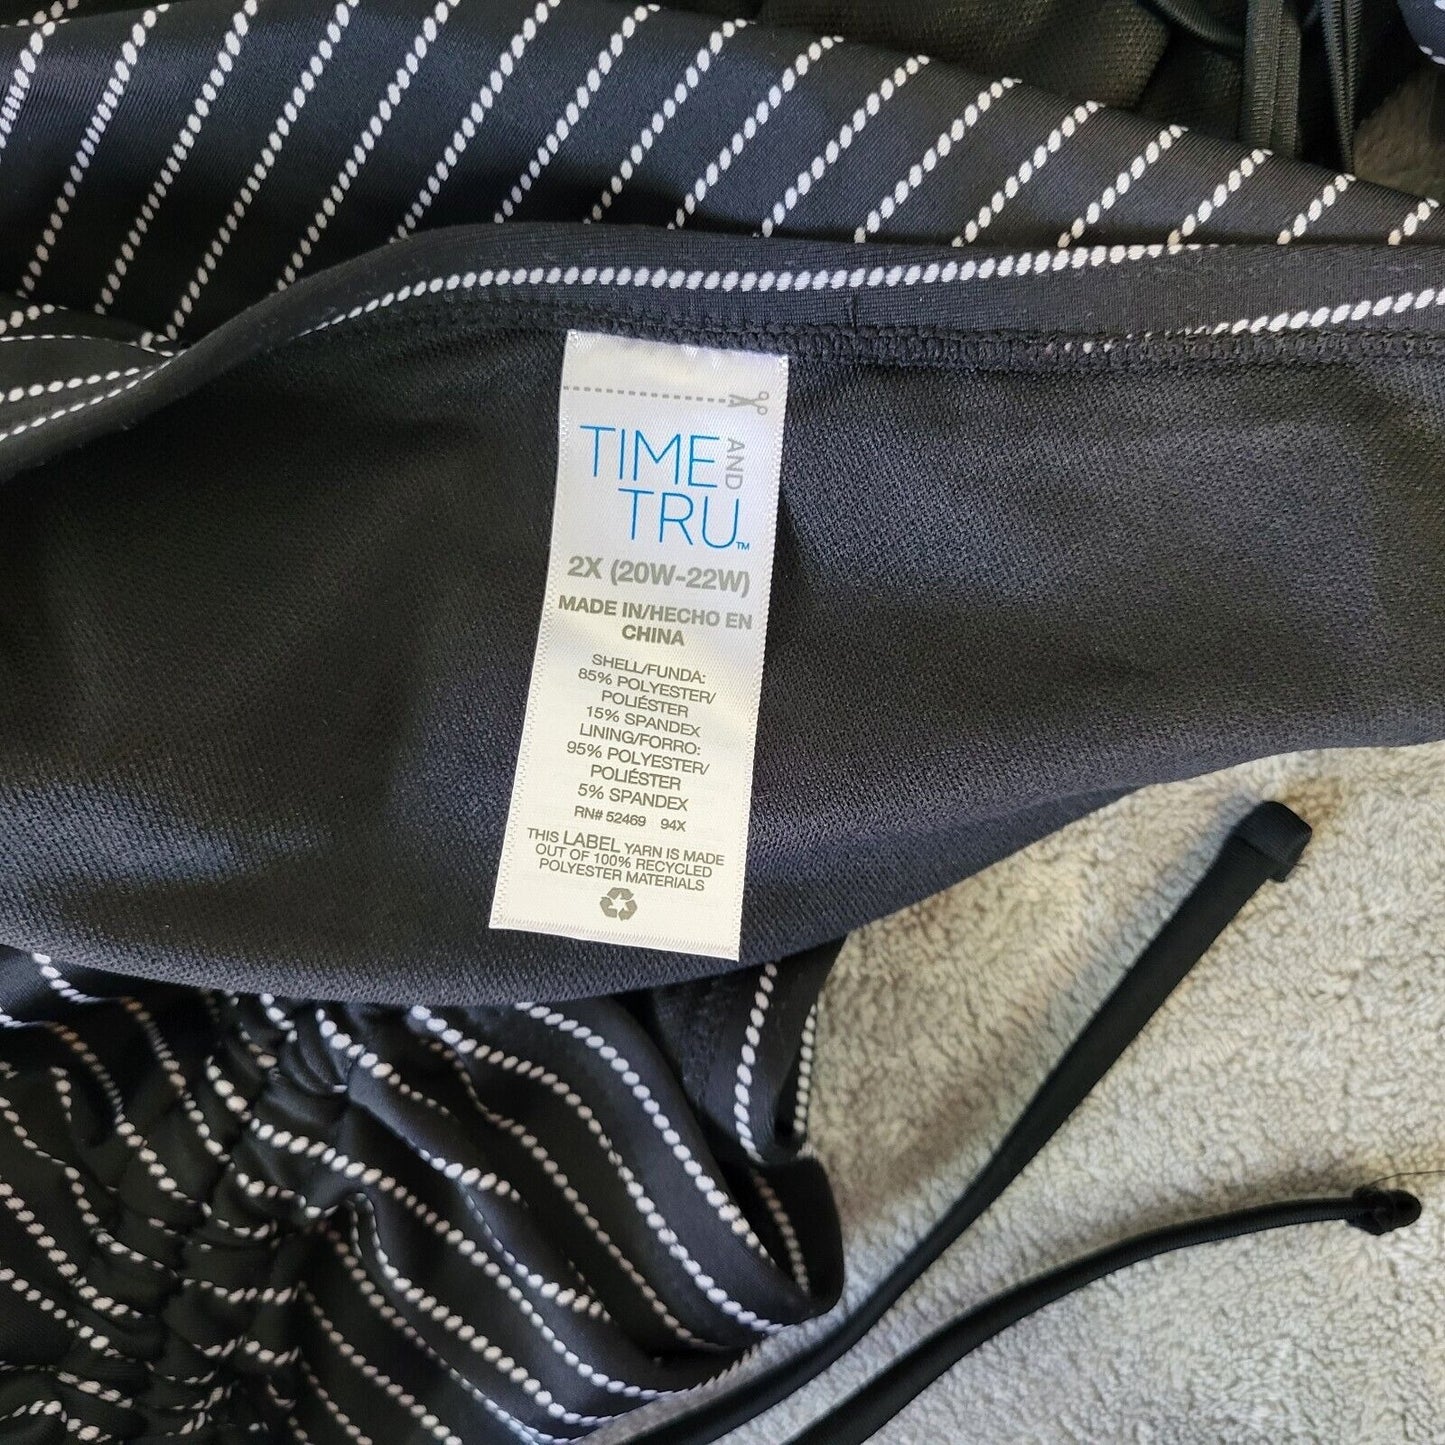 TIME AND
TRU™
2X (20W-22W)
MADE IN/HECHO EN
CHINA
SHELL/FUNDA:
85% POLYESTER/
POLIÉSTER
15% SPANDEX
LINING/FORRO:
95% POLYESTER/
POLIÉSTER
5% SPANDEX
RN# 52469 94X
THIS LABEL YARN IS MADE
OUT OF 100% RECYCLED
POLYESTER MATERIALS